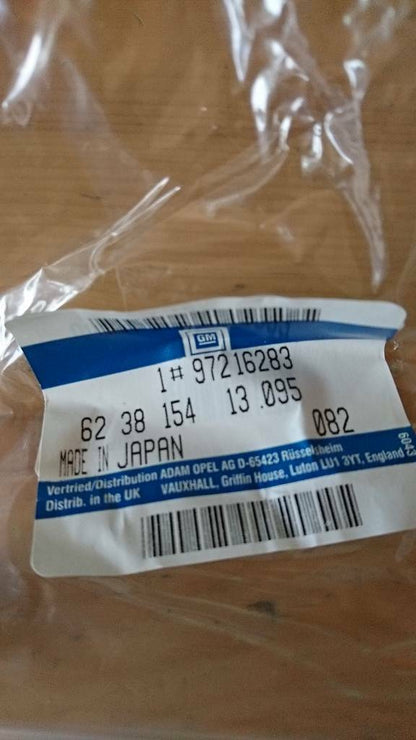 GM
1# 97216283
62 38 154 13.095
082
MADE IN JAPAN
Vertried/Distribution ADAM OPEL AG D-65423 Rüsselsheim
Distrib. in the UK VAUXHALL, Griffin House, Luton LU1 3YT, England